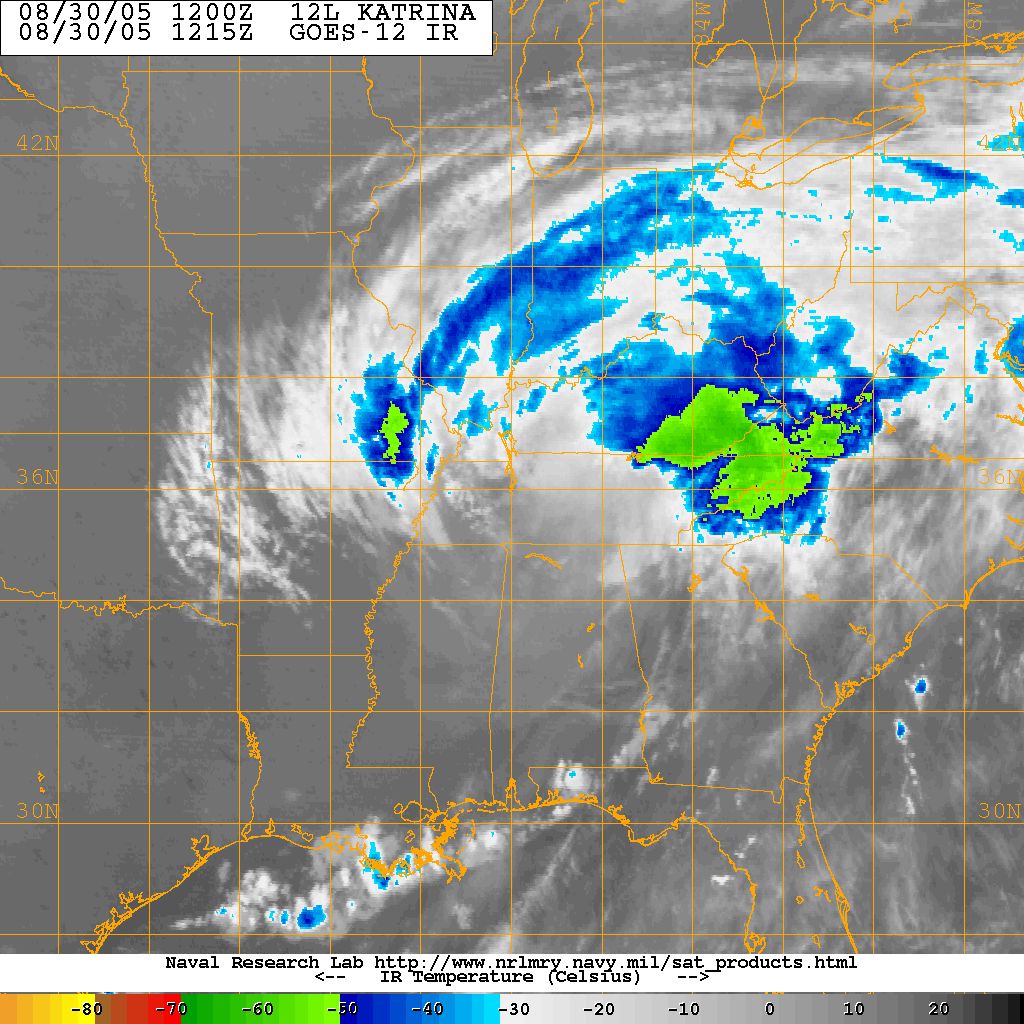 08/30/05 1200Z 12L KATRINA
08/30/05 1215Z GOES-12 IR
84W
78W
42N
42N
36N
36N
30N
30N
Naval Research Lab http://www.nrlmry.navy.mil/sat_products.html
<-- IR Temperature (Celsius) -->
-80 -70 -60 -50 -40 -30 -20 -10 0 10 20